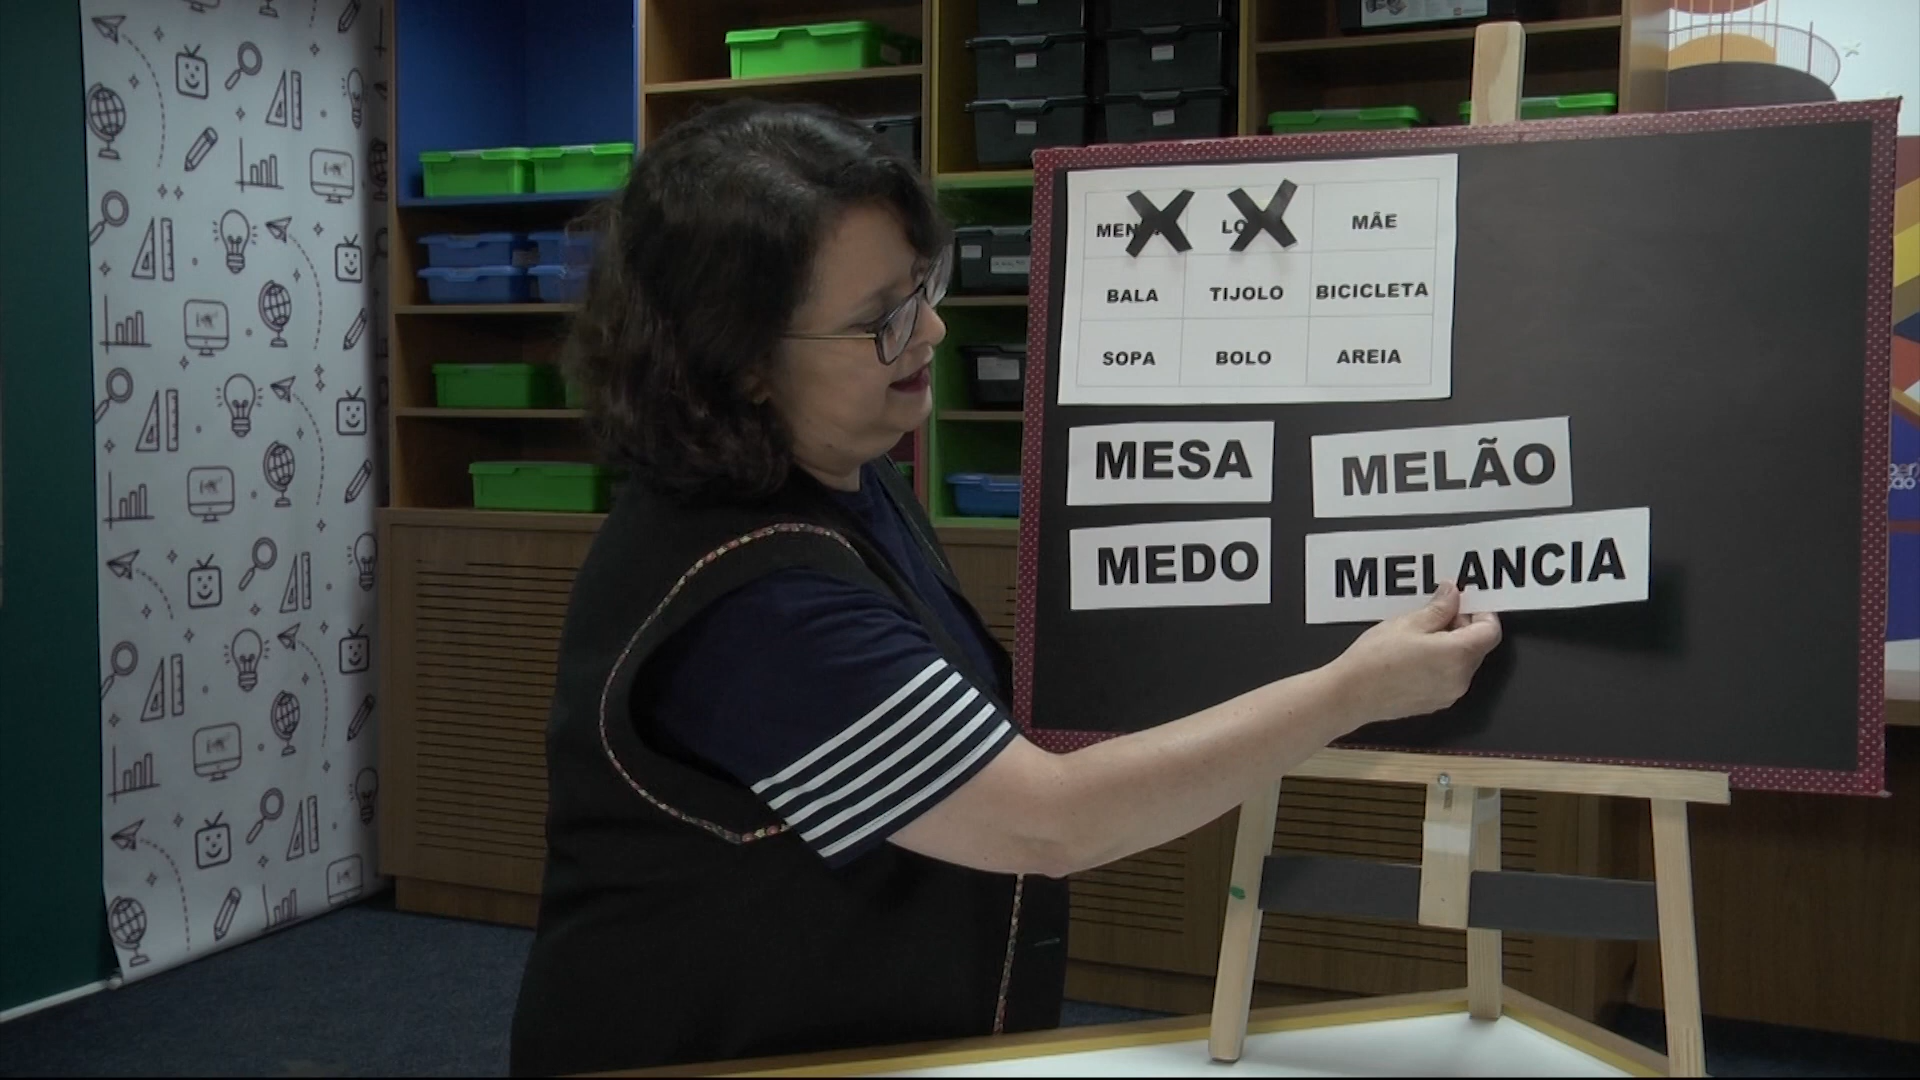 MÃE
BALA TIJOLO BICICLETA
SOPA BOLO AREIA
MESA MELÃO
MEDO MELANCIA